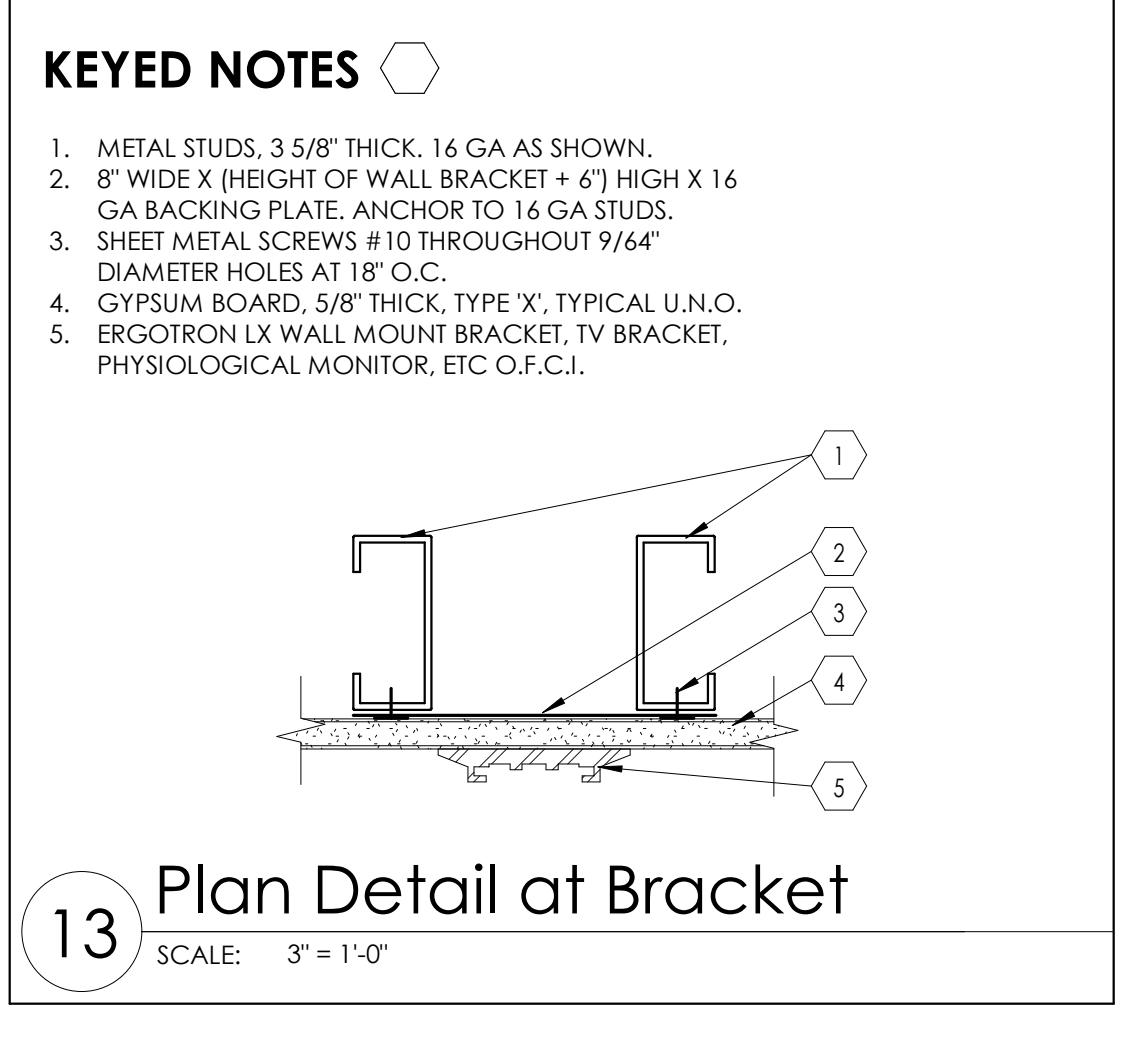 KEYED NOTES
1. METAL STUDS, 3 5/8" THICK. 16 GA AS SHOWN.
2. 8" WIDE X (HEIGHT OF WALL BRACKET + 6") HIGH X 16
GA BACKING PLATE. ANCHOR TO 16 GA STUDS.
3. SHEET METAL SCREWS #10 THROUGHOUT 9/64"
DIAMETER HOLES AT 18" O.C.
4. GYPSUM BOARD, 5/8" THICK, TYPE 'X', TYPICAL U.N.O.
5. ERGOTRON LX WALL MOUNT BRACKET, TV BRACKET,
PHYSIOLOGICAL MONITOR, ETC O.F.C.I.
1
2
3
4
5
13
Plan Detail at Bracket
SCALE: 3" = 1'-0"